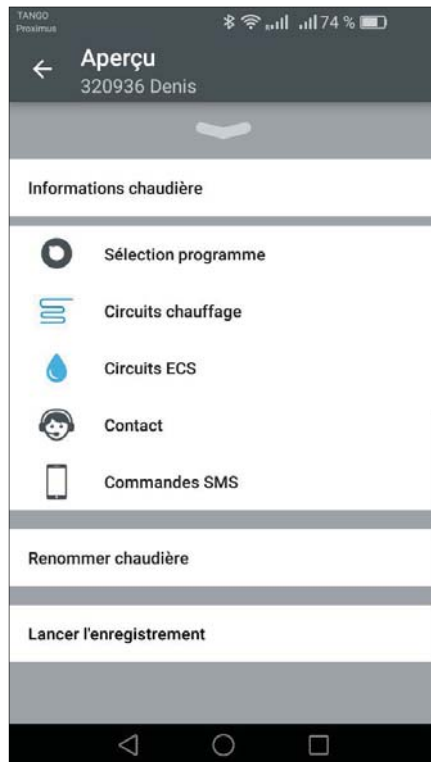 TANGO
Proximus
74 %
Aperçu
320936 Denis
Informations chaudière
Sélection programme
Circuits chauffage
Circuits ECS
Contact
Commandes SMS
Renommer chaudière
Lancer l'enregistrement